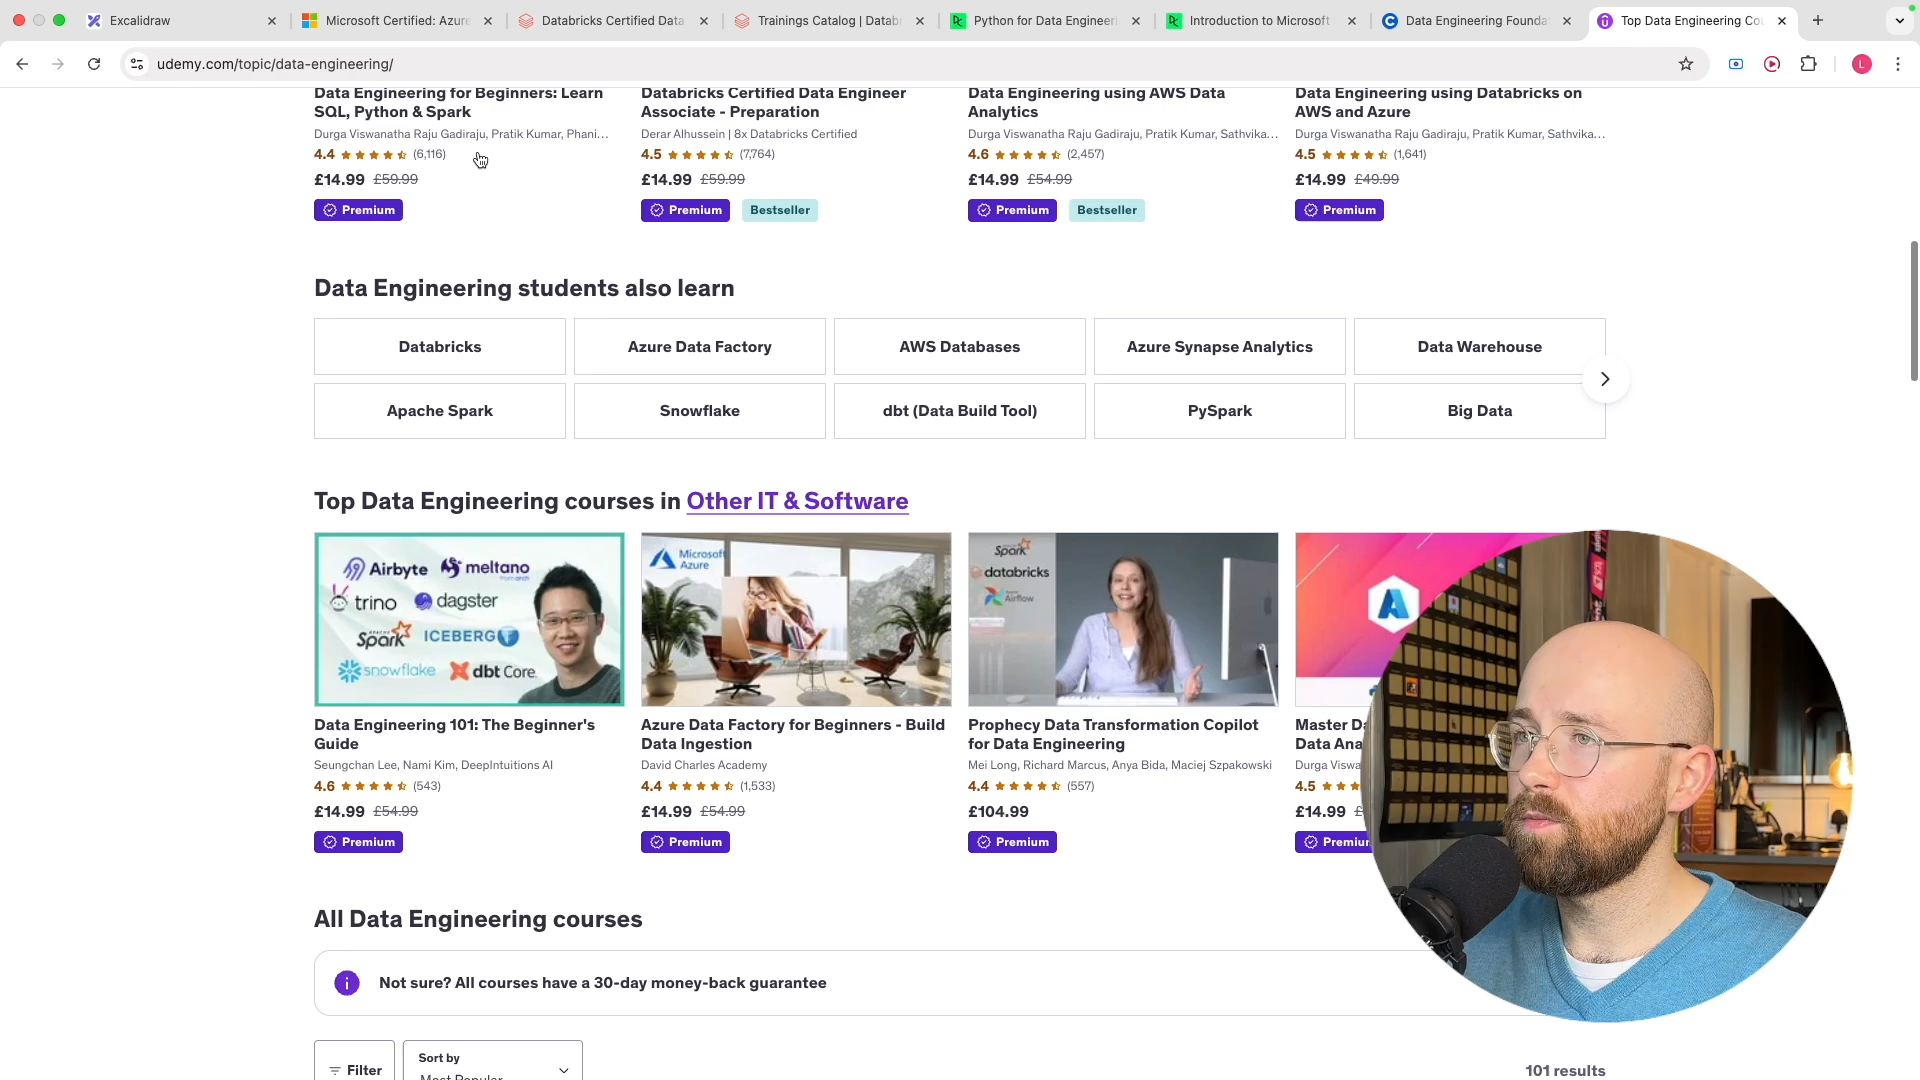 Excalidraw
Microsoft Certified: Azure
Databricks Certified Data
Trainings Catalog | Datab
Python for Data Engineeri
Introduction to Microsoft
Data Engineering Founda
Top Data Engineering Co
udemy.com/topic/data-engineering/
L
Data Engineering for Beginners: Learn
SQL, Python & Spark
Durga Viswanatha Raju Gadiraju, Pratik Kumar, Phani...
4.4 (6,116)
£14.99 £59.99
Premium
Databricks Certified Data Engineer
Associate - Preparation
Derar Alhussein | 8x Databricks Certified
4.5 (7,764)
£14.99 £59.99
Premium Bestseller
Data Engineering using AWS Data
Analytics
Durga Viswanatha Raju Gadiraju, Pratik Kumar, Sathvika...
4.6 (2,457)
£14.99 £54.99
Premium Bestseller
Data Engineering using Databricks on
AWS and Azure
Durga Viswanatha Raju Gadiraju, Pratik Kumar, Sathvika...
4.5 (1,641)
£14.99 £49.99
Premium
Data Engineering students also learn
Databricks
Azure Data Factory
AWS Databases
Azure Synapse Analytics
Data Warehouse
Apache Spark
Snowflake
dbt (Data Build Tool)
PySpark
Big Data
Top Data Engineering courses in Other IT & Software
Airbyte meltano
from arch
trino dagster
APACHE
Spark ICEBERG
snowflake dbt Core
Data Engineering 101: The Beginner's
Guide
Seungchan Lee, Nami Kim, DeepIntuitions AI
4.6 (543)
£14.99 £54.99
Premium
Microsoft
Azure
Azure Data Factory for Beginners - Build
Data Ingestion
David Charles Academy
4.4 (1,533)
£14.99 £54.99
Premium
Spark
databricks
Airflow
Prophecy Data Transformation Copilot
for Data Engineering
Mei Long, Richard Marcus, Anya Bida, Maciej Szpakowski
4.4 (557)
£104.99
Premium
Master Da
Data Ana
Durga Viswa
4.5
£14.99 £
Premium
All Data Engineering courses
Not sure? All courses have a 30-day money-back guarantee
Filter
Sort by
Most Popular
101 results